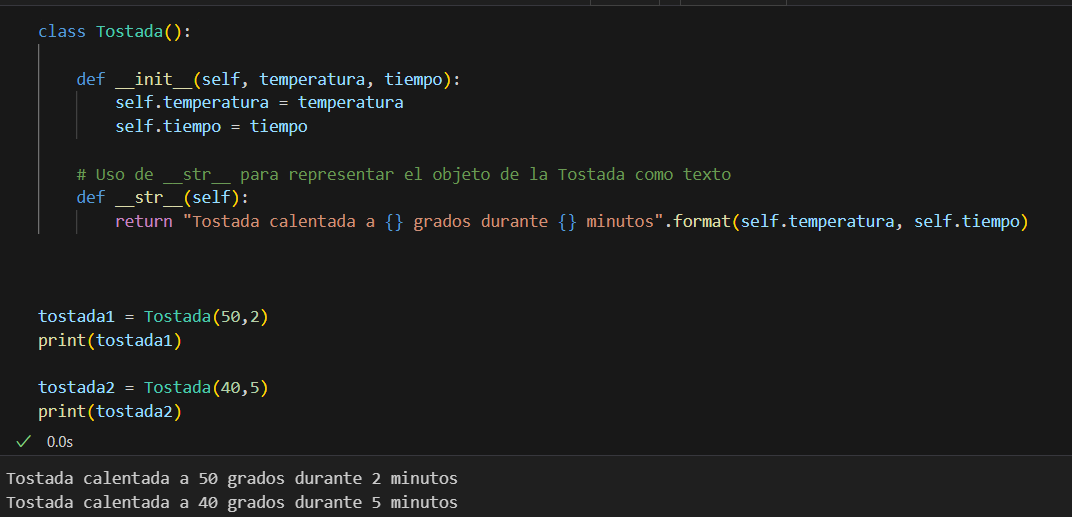 class Tostada():
def __init__(self, temperatura, tiempo):
self.temperatura = temperatura
self.tiempo = tiempo
# Uso de __str__ para representar el objeto de la Tostada como texto
def __str__(self):
return "Tostada calentada a {} grados durante {} minutos".format(self.temperatura, self.tiempo)
tostada1 = Tostada(50,2)
print(tostada1)
tostada2 = Tostada(40,5)
print(tostada2)
0.0s
Tostada calentada a 50 grados durante 2 minutos
Tostada calentada a 40 grados durante 5 minutos